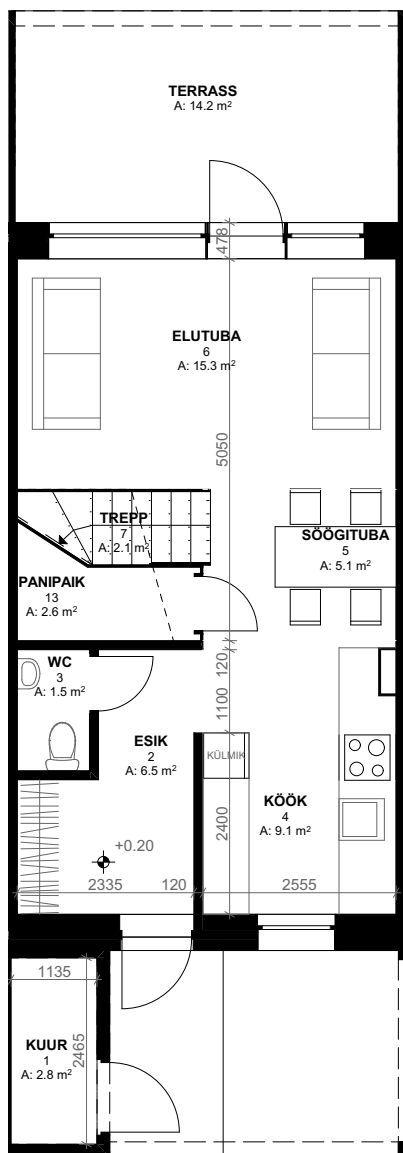 TERRASS
A: 14.2 m²
478
ELUTUBA
6
A: 15.3 m²
5050
TREPP
7
A: 2.1 m²
SÖÖGITUBA
5
A: 5.1 m²
PANIPAIK
13
A: 2.6 m²
WC
3
A: 1.5 m²
120
1100
ESIK
2
A: 6.5 m²
KÜLMIK
KÖÖK
4
A: 9.1 m²
2400
+0.20
2335
120
2555
1135
2465
KUUR
1
A: 2.8 m²